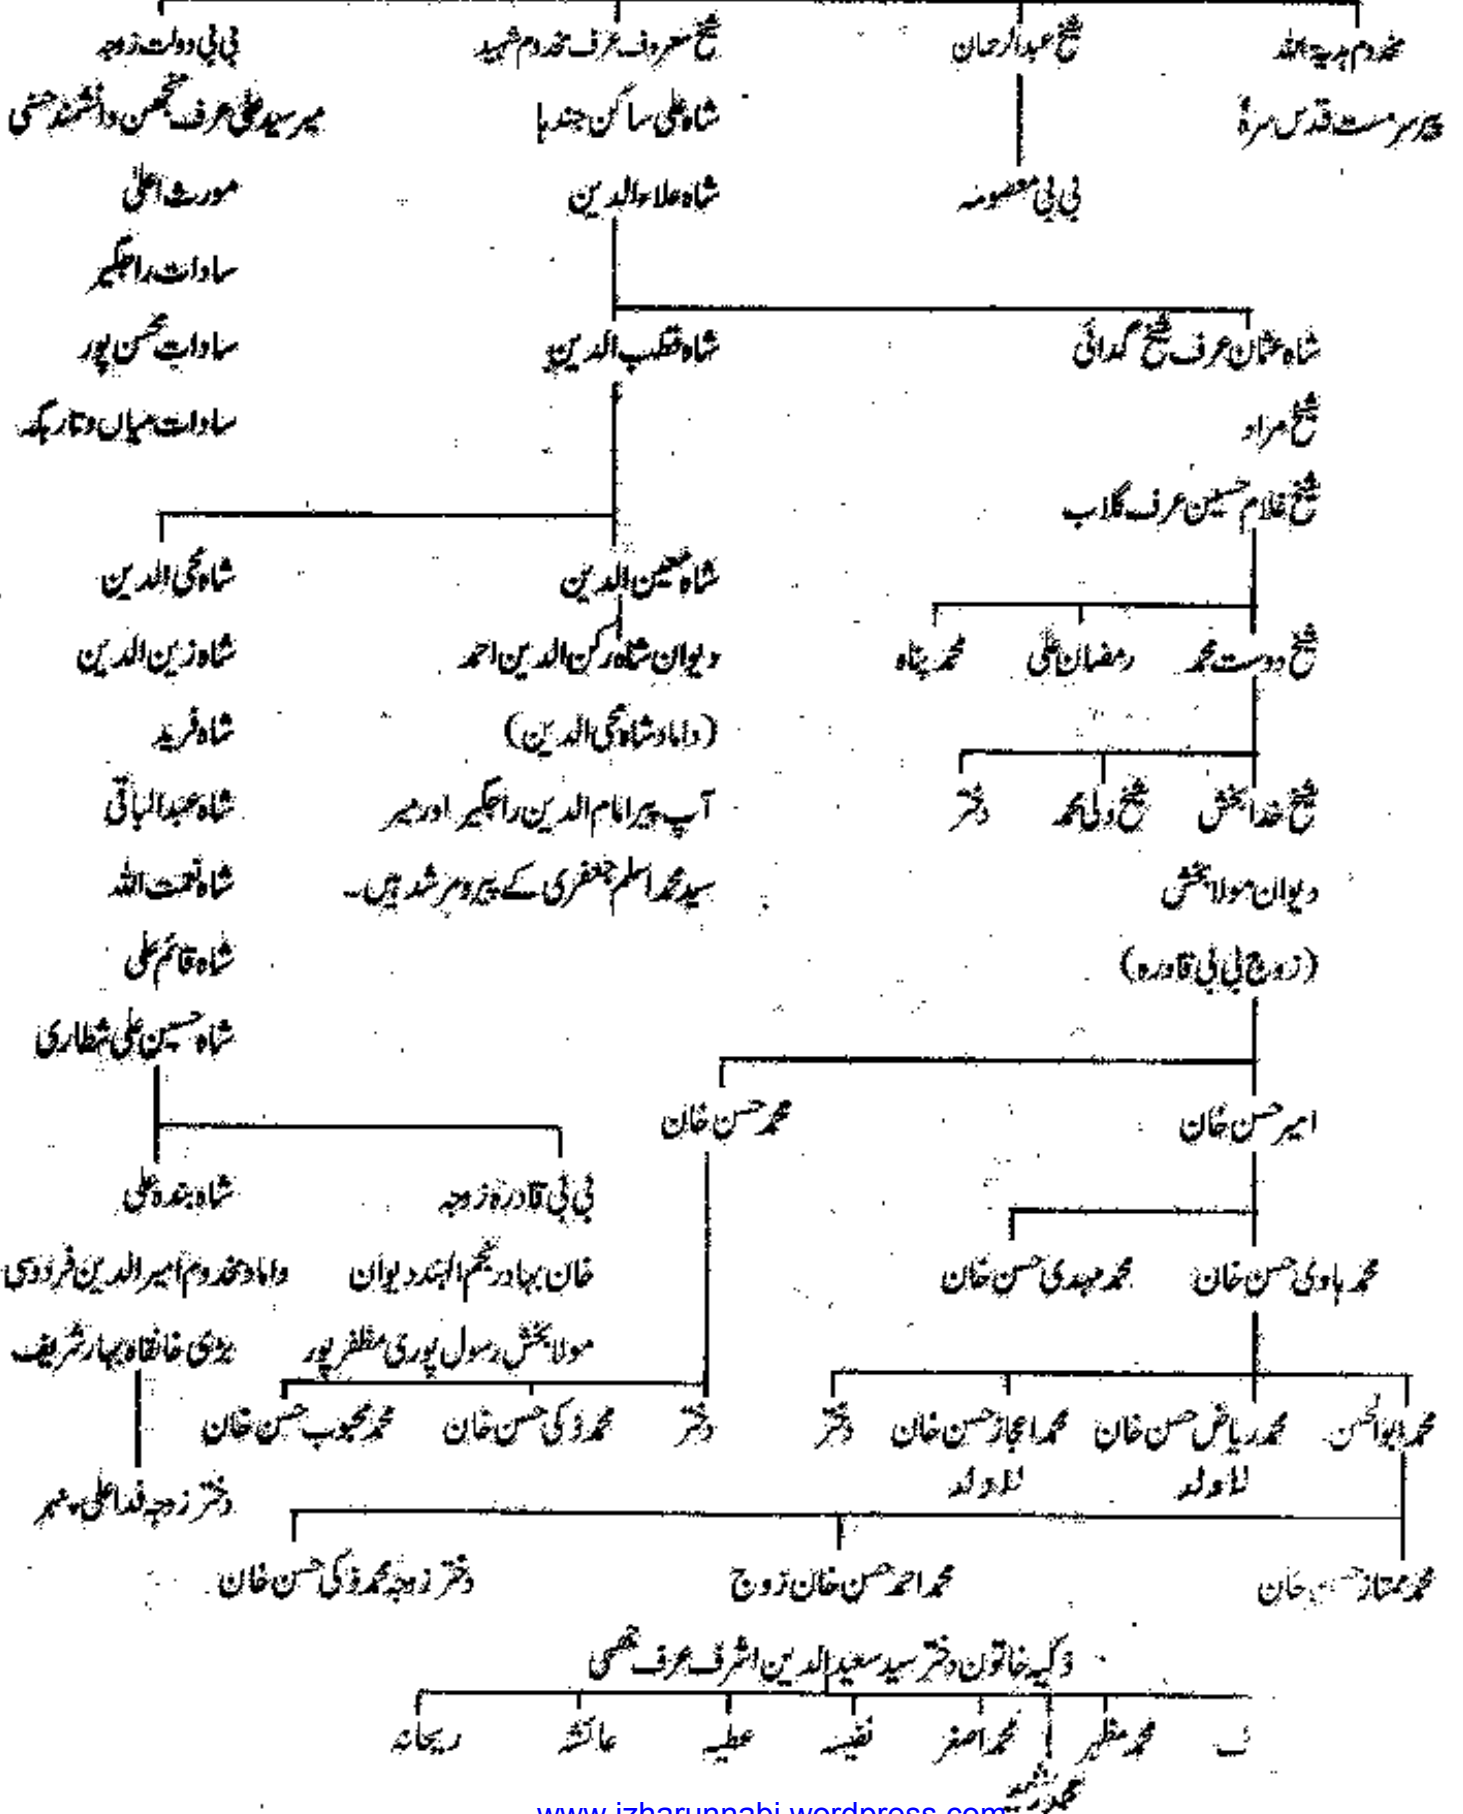 مخدوم ہدیۃ اللہ شیخ عبدالرحمان شیخ معروف عرف مخدوم شہید بی بی دولت زوجہ
پیر سرمست قدس سرہٗ شاہ علی ساکن جندہا میر سید علی عرف منجھن دانشمند حسنی
بی بی معصومہ شاہ علاءالدین مورث اعلیٰ
سادات راجگیر
شاہ عثمان عرف شیخ گدائی شاہ قطب الدین سادات محسن پور
شیخ مراد سادات میاں وتار بگہ
شیخ غلام حسین عرف گلاب
شاہ معین الدین شاہ محی الدین
شیخ دوست محمد رمضان علی محمد پناہ دیوان شاہ رکن الدین احمد شاہ زین الدین
(داماد شاہ محی الدین) شاہ فرید
شیخ خدا بخش شیخ ولی محمد دختر آپ پیر امام الدین راجگیر اور میر شاہ عبدالباقی
دیوان مولا بخش سید محمد اسلم جعفری کے پیر و مرشد ہیں۔ شاہ نعمت اللہ
(زوج بی بی قادرہ) شاہ قائم علی
شاہ حسین علی شطاری
امیر حسن خان محمد حسن خان
بی بی قادرہ زوجہ شاہ بندہ علی
محمد ہادی حسن خان محمد مہدی حسن خان خان بہادر نجم الہند دیوان داماد مخدوم امیر الدین فردوسی
مولا بخش رسول پوری مظفر پور بڑی خانقاہ بہار شریف
محمد ابوالحسن محمد ریاض حسن خان محمد اعجاز حسن خان دختر دختر محمد ذکی حسن خان محمد محبوب حسن خان
لاولد لاولد دختر زوجہ فدا علی
محمد ممتاز حسن خان محمد احمد حسن خان زوج دختر زوجہ محمد ذکی حسن خان
ذکیہ خاتون دختر سید سعید الدین اشرف عرف
محمد مظہر محمد اصغر نفیسہ عطیہ عائشہ ریحانہ
محمد رشید
www.izharunnabi.wordpress.com